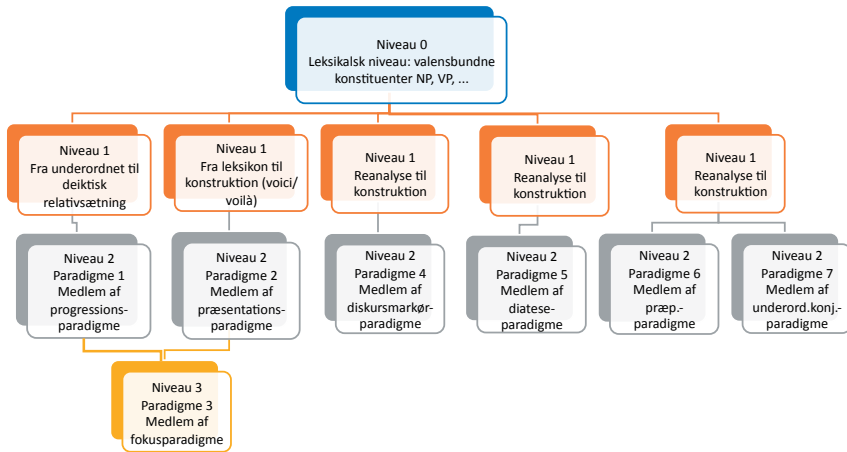 Niveau 0
Leksikalsk niveau: valensbundne
konstituenter NP, VP, ...
Niveau 1
Fra underordnet til
deiktisk
relativsætning
Niveau 1
Fra leksikon til
konstruktion (voici/
voilà)
Niveau 1
Reanalyse til
konstruktion
Niveau 1
Reanalyse til
konstruktion
Niveau 1
Reanalyse til
konstruktion
Niveau 2
Paradigme 1
Medlem af
progressions-
paradigme
Niveau 2
Paradigme 2
Medlem af
præsentations-
paradigme
Niveau 2
Paradigme 4
Medlem af
diskursmarkør-
paradigme
Niveau 2
Paradigme 5
Medlem af
diatese-
paradigme
Niveau 2
Paradigme 6
Medlem af
præp.-
paradigme
Niveau 2
Paradigme 7
Medlem af
underord.konj.-
paradigme
Niveau 3
Paradigme 3
Medlem af
fokusparadigme